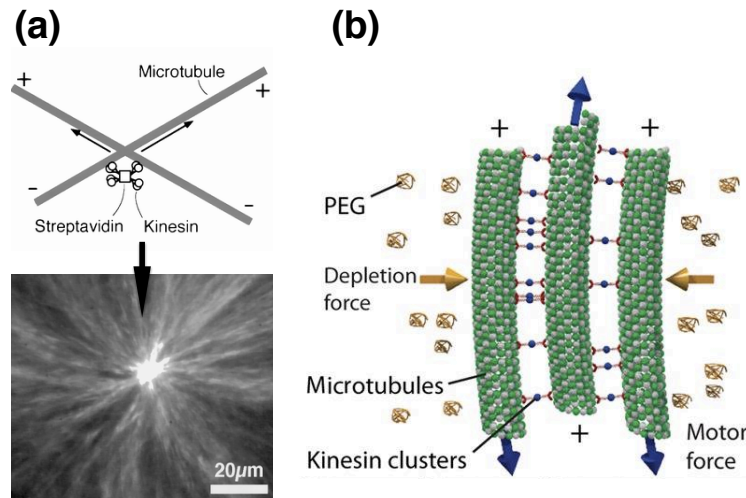 (a)
Microtubule
+
+
-
-
Streptavidin Kinesin
20µm
(b)
+
+
+
PEG
Depletion
force
Microtubules
Kinesin clusters
+
Motor
force